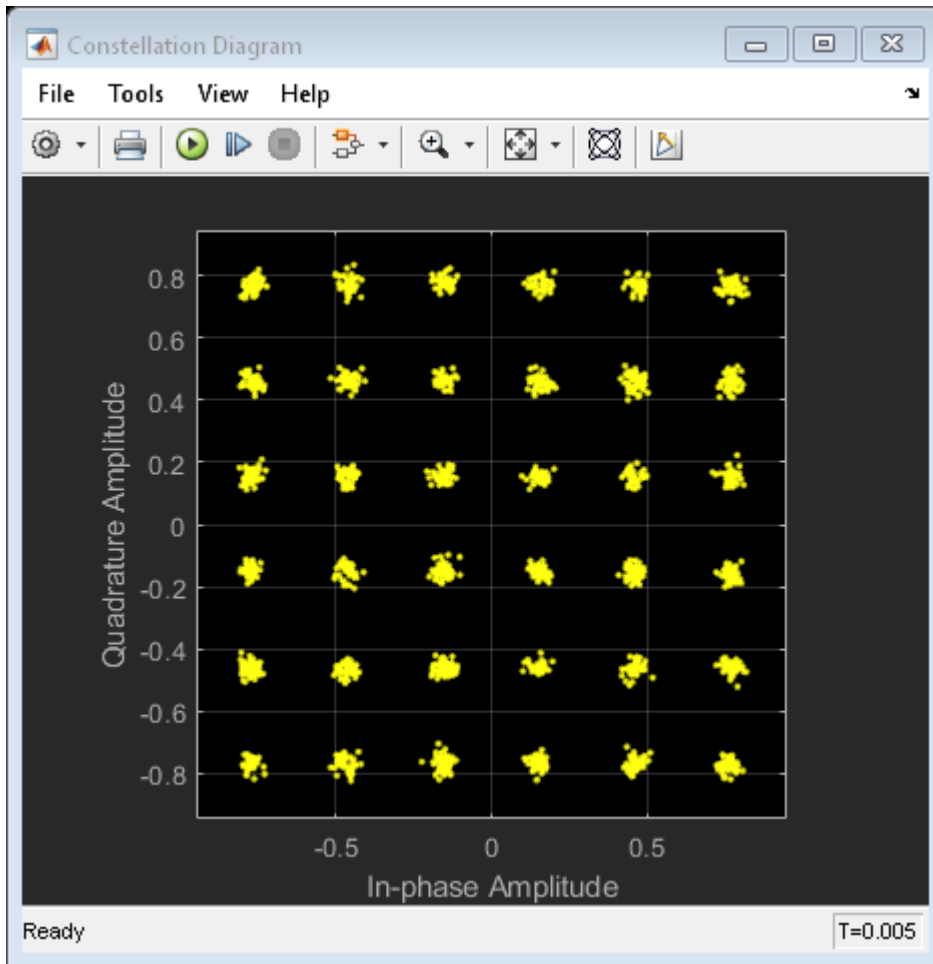 Constellation Diagram
File Tools View Help
0.8
0.6
0.4
0.2
0
-0.2
-0.4
-0.6
-0.8
Quadrature Amplitude
-0.5 0 0.5
In-phase Amplitude
Ready T=0.005